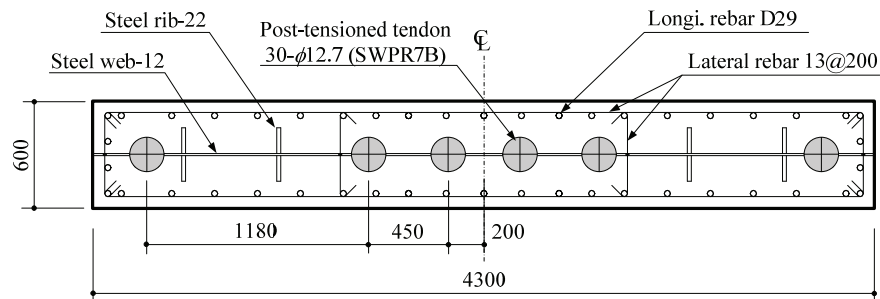 Steel rib-22
Post-tensioned tendon
30-ϕ12.7 (SWPR7B)
℄
Longi. rebar D29
Steel web-12
Lateral rebar 13@200
600
1180
450
200
4300